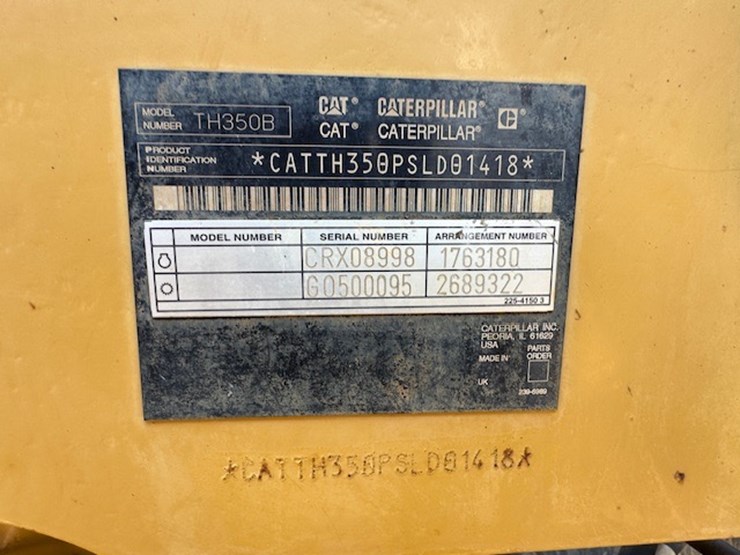 MODEL NUMBER TH350B
CAT® CATERPILLAR®
CAT® CATERPILLAR®
PRODUCT IDENTIFICATION NUMBER *CATTH350PSLD01418*
MODEL NUMBER SERIAL NUMBER ARRANGEMENT NUMBER
CRX08998 1763180
G0500095 2689322
225-4150 3
CATERPILLAR INC.
PEORIA, IL 61629
USA
PARTS ORDER
MADE IN
UK
*CATTH350PSLD01418*